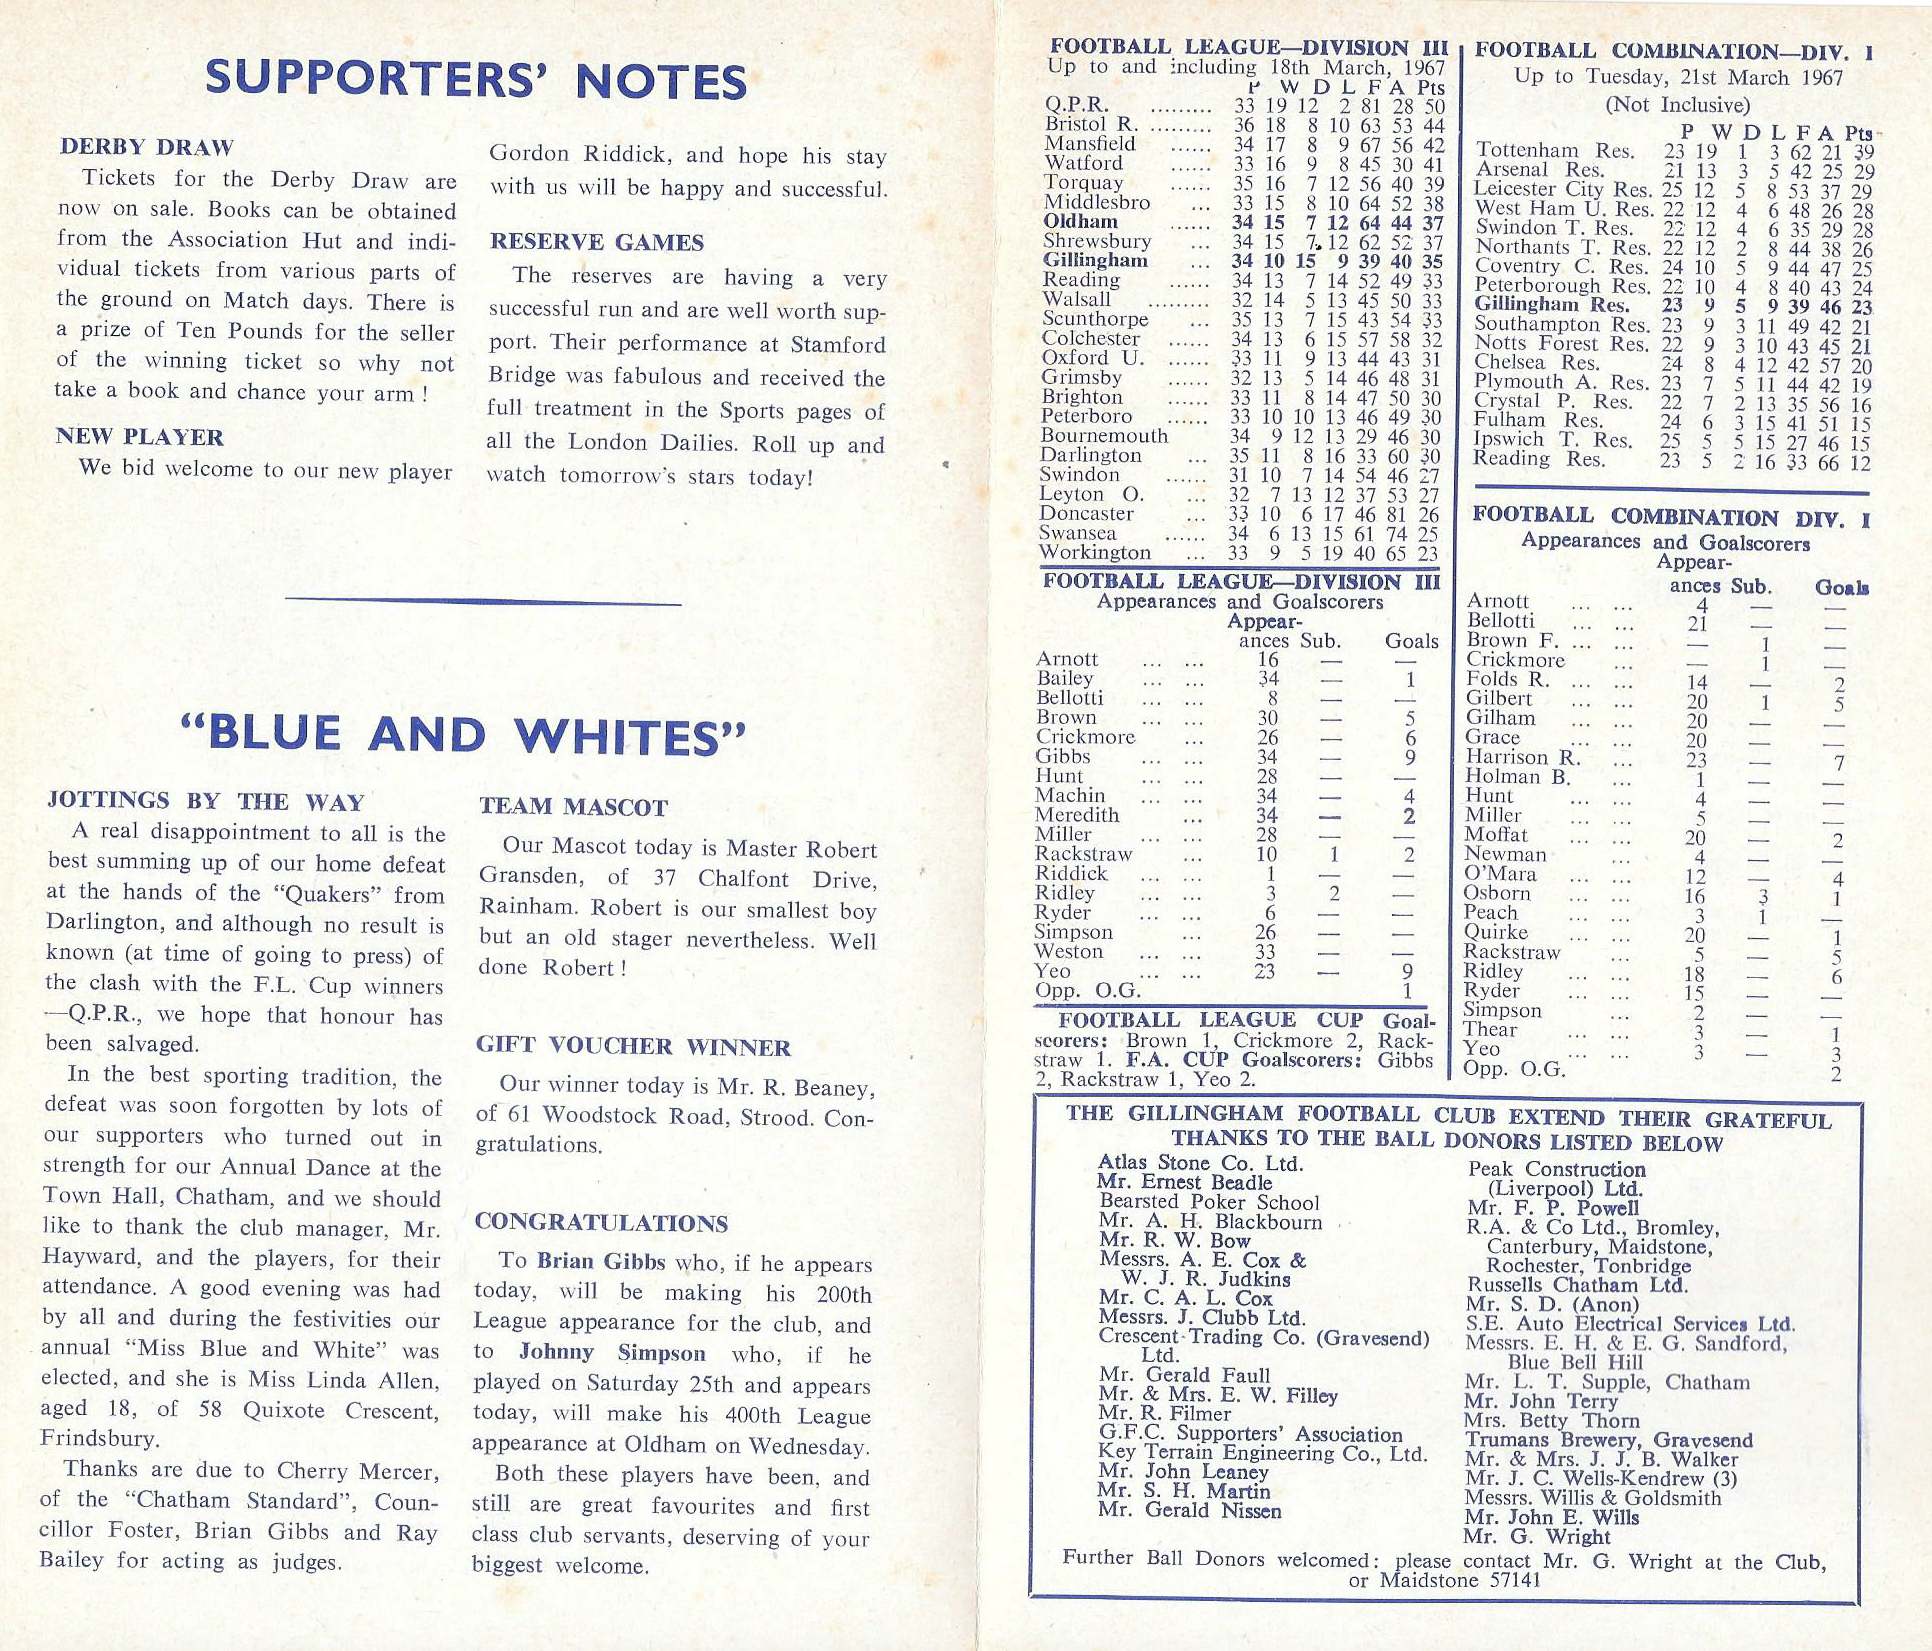 SUPPORTERS' NOTES
DERBY DRAW
Tickets for the Derby Draw are
now on sale. Books can be obtained
from the Association Hut and indi-
vidual tickets from various parts of
the ground on Match days. There is
a prize of Ten Pounds for the seller
of the winning ticket so why not
take a book and chance your arm !
NEW PLAYER
We bid welcome to our new player
Gordon Riddick, and hope his stay
with us will be happy and successful.
RESERVE GAMES
The reserves are having a very
successful run and are well worth sup-
port. Their performance at Stamford
Bridge was fabulous and received the
full treatment in the Sports pages of
all the London Dailies. Roll up and
watch tomorrow's stars today!
"BLUE AND WHITES"
JOTTINGS BY THE WAY
A real disappointment to all is the
best summing up of our home defeat
at the hands of the "Quakers" from
Darlington, and although no result is
known (at time of going to press) of
the clash with the F.L. Cup winners
—Q.P.R., we hope that honour has
been salvaged.
In the best sporting tradition, the
defeat was soon forgotten by lots of
our supporters who turned out in
strength for our Annual Dance at the
Town Hall, Chatham, and we should
like to thank the club manager, Mr.
Hayward, and the players, for their
attendance. A good evening was had
by all and during the festivities our
annual "Miss Blue and White" was
elected, and she is Miss Linda Allen,
aged 18, of 58 Quixote Crescent,
Frindsbury.
Thanks are due to Cherry Mercer,
of the "Chatham Standard", Coun-
cillor Foster, Brian Gibbs and Ray
Bailey for acting as judges.
TEAM MASCOT
Our Mascot today is Master Robert
Gransden, of 37 Chalfont Drive,
Rainham. Robert is our smallest boy
but an old stager nevertheless. Well
done Robert !
GIFT VOUCHER WINNER
Our winner today is Mr. R. Beaney,
of 61 Woodstock Road, Strood. Con-
gratulations.
CONGRATULATIONS
To Brian Gibbs who, if he appears
today, will be making his 200th
League appearance for the club, and
to Johnny Simpson who, if he
played on Saturday 25th and appears
today, will make his 400th League
appearance at Oldham on Wednesday.
Both these players have been, and
still are great favourites and first
class club servants, deserving of your
biggest welcome.
FOOTBALL LEAGUE—DIVISION III
Up to and including 18th March, 1967
P W D L F A Pts
Q.P.R. ......... 33 19 12 2 81 28 50
Bristol R. ......... 36 18 8 10 63 53 44
Mansfield ...... 34 17 8 9 67 56 42
Watford ...... 33 16 9 8 45 30 41
Torquay ...... 35 16 7 12 56 40 39
Middlesbro ... 33 15 8 10 64 52 38
Oldham ...... 34 15 7 12 64 44 37
Shrewsbury ... 34 15 7 12 62 52 37
Gillingham ... 34 10 15 9 39 40 35
Reading ...... 34 13 7 14 52 49 33
Walsall ......... 32 14 5 13 45 50 33
Scunthorpe ... 35 13 7 15 43 54 33
Colchester ...... 34 13 6 15 57 58 32
Oxford U. ...... 33 11 9 13 44 43 31
Grimsby ...... 32 13 5 14 46 48 31
Brighton ...... 33 11 8 14 47 50 30
Peterboro ...... 33 10 10 13 46 49 30
Bournemouth 34 9 12 13 29 46 30
Darlington ... 35 11 8 16 33 60 30
Swindon ...... 31 10 7 14 54 46 27
Leyton O. ... 32 7 13 12 37 53 27
Doncaster ... 33 10 6 17 46 81 26
Swansea ...... 34 6 13 15 61 74 25
Workington ... 33 9 5 19 40 65 23
FOOTBALL LEAGUE—DIVISION III
Appearances and Goalscorers
Appear-
ances Sub. Goals
Arnott ... ... 16 — —
Bailey ... ... 34 — 1
Bellotti ... ... 8 — —
Brown ... ... 30 — 5
Crickmore ... 26 — 6
Gibbs ... ... 34 — 9
Hunt ... ... 28 — —
Machin ... ... 34 — 4
Meredith ... 34 — 2
Miller ... ... 28 — —
Rackstraw ... 10 1 2
Riddick ... ... 1 — —
Ridley ... ... 3 2 —
Ryder ... ... 6 — —
Simpson ... 26 — —
Weston ... ... 33 — —
Yeo ... ... 23 — 9
Opp. O.G. 1
FOOTBALL LEAGUE CUP Goal-
scorers: Brown 1, Crickmore 2, Rack-
straw 1. F.A. CUP Goalscorers: Gibbs
2, Rackstraw 1, Yeo 2.
FOOTBALL COMBINATION—DIV. I
Up to Tuesday, 21st March 1967
(Not Inclusive)
P W D L F A Pts
Tottenham Res. 23 19 1 3 62 21 39
Arsenal Res. 21 13 3 5 42 25 29
Leicester City Res. 25 12 5 8 53 37 29
West Ham U. Res. 22 12 4 6 48 26 28
Swindon T. Res. 22 12 4 6 35 29 28
Northants T. Res. 22 12 2 8 44 38 26
Coventry C. Res. 24 10 5 9 44 47 25
Peterborough Res. 22 10 4 8 40 43 24
Gillingham Res. 23 9 5 9 39 46 23
Southampton Res. 23 9 3 11 49 42 21
Notts Forest Res. 22 9 3 10 43 45 21
Chelsea Res. 24 8 4 12 42 57 20
Plymouth A. Res. 23 7 5 11 44 42 19
Crystal P. Res. 22 7 2 13 35 56 16
Fulham Res. 24 6 3 15 41 51 15
Ipswich T. Res. 25 5 5 15 27 46 15
Reading Res. 23 5 2 16 33 66 12
FOOTBALL COMBINATION DIV. I
Appearances and Goalscorers
Appear-
ances Sub. Goals
Arnott ... ... 4 — —
Bellotti ... ... 21 — —
Brown F. ... ... — 1 —
Crickmore ... — 1 —
Folds R. ... ... 14 — 2
Gilbert ... ... 20 1 5
Gilham ... ... 20 — —
Grace ... ... 20 — —
Harrison R. ... 23 — 7
Holman B. ... 1 — —
Hunt ... ... 4 — —
Miller ... ... 5 — —
Moffat ... ... 20 — 2
Newman ... 4 — —
O'Mara ... ... 12 — 4
Osborn ... ... 16 3 1
Peach ... ... 3 1 —
Quirke ... ... 20 — 1
Rackstraw ... 5 — 5
Ridley ... ... 18 — 6
Ryder ... ... 15 — —
Simpson ... 2 — —
Thear ... ... 3 — 1
Yeo ... ... 3 — 3
Opp. O.G. 2
THE GILLINGHAM FOOTBALL CLUB EXTEND THEIR GRATEFUL
THANKS TO THE BALL DONORS LISTED BELOW
Atlas Stone Co. Ltd.
Mr. Ernest Beadle
Bearsted Poker School
Mr. A. H. Blackbourn
Mr. R. W. Bow
Messrs. A. E. Cox &
W. J. R. Judkins
Mr. C. A. L. Cox
Messrs. J. Clubb Ltd.
Crescent Trading Co. (Gravesend)
Ltd.
Mr. Gerald Faull
Mr. & Mrs. E. W. Filley
Mr. R. Filmer
G.F.C. Supporters' Association
Key Terrain Engineering Co., Ltd.
Mr. John Leaney
Mr. S. H. Martin
Mr. Gerald Nissen
Peak Construction
(Liverpool) Ltd.
Mr. F. P. Powell
R.A. & Co Ltd., Bromley,
Canterbury, Maidstone,
Rochester, Tonbridge
Russells Chatham Ltd.
Mr. S. D. (Anon)
S.E. Auto Electrical Services Ltd.
Messrs. E. H. & E. G. Sandford,
Blue Bell Hill
Mr. L. T. Supple, Chatham
Mr. John Terry
Mrs. Betty Thorn
Trumans Brewery, Gravesend
Mr. & Mrs. J. J. B. Walker
Mr. J. C. Wells-Kendrew (3)
Messrs. Willis & Goldsmith
Mr. John E. Wills
Mr. G. Wright
Further Ball Donors welcomed: please contact Mr. G. Wright at the Club,
or Maidstone 57141